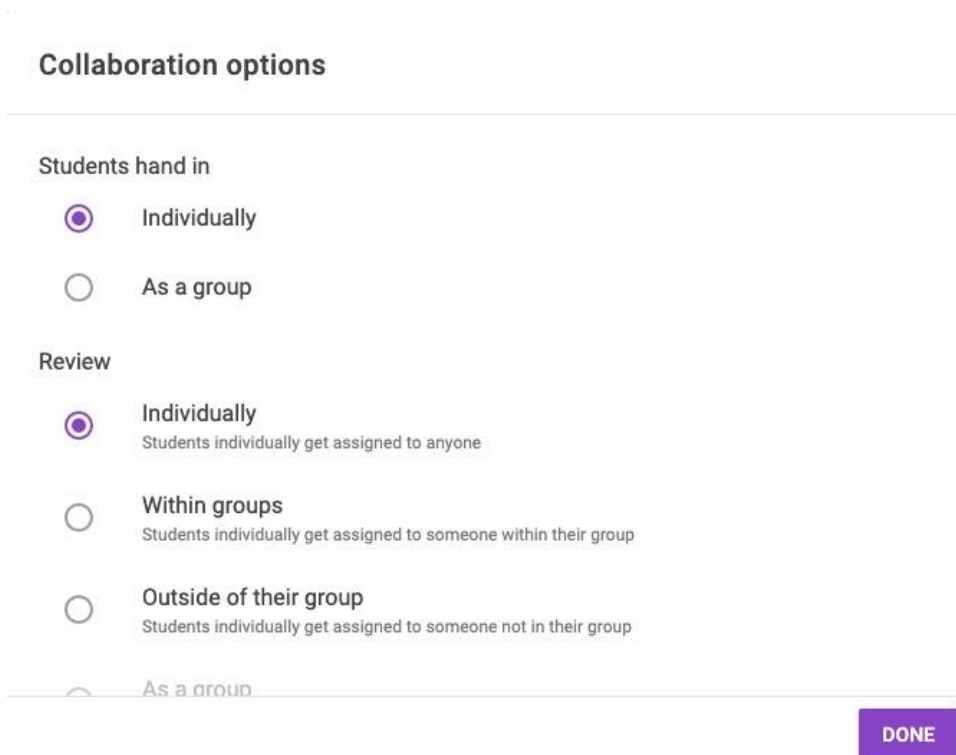 Collaboration options
Students hand in
Individually
As a group
Review
Individually
Students individually get assigned to anyone
Within groups
Students individually get assigned to someone within their group
Outside of their group
Students individually get assigned to someone not in their group
As a group
DONE